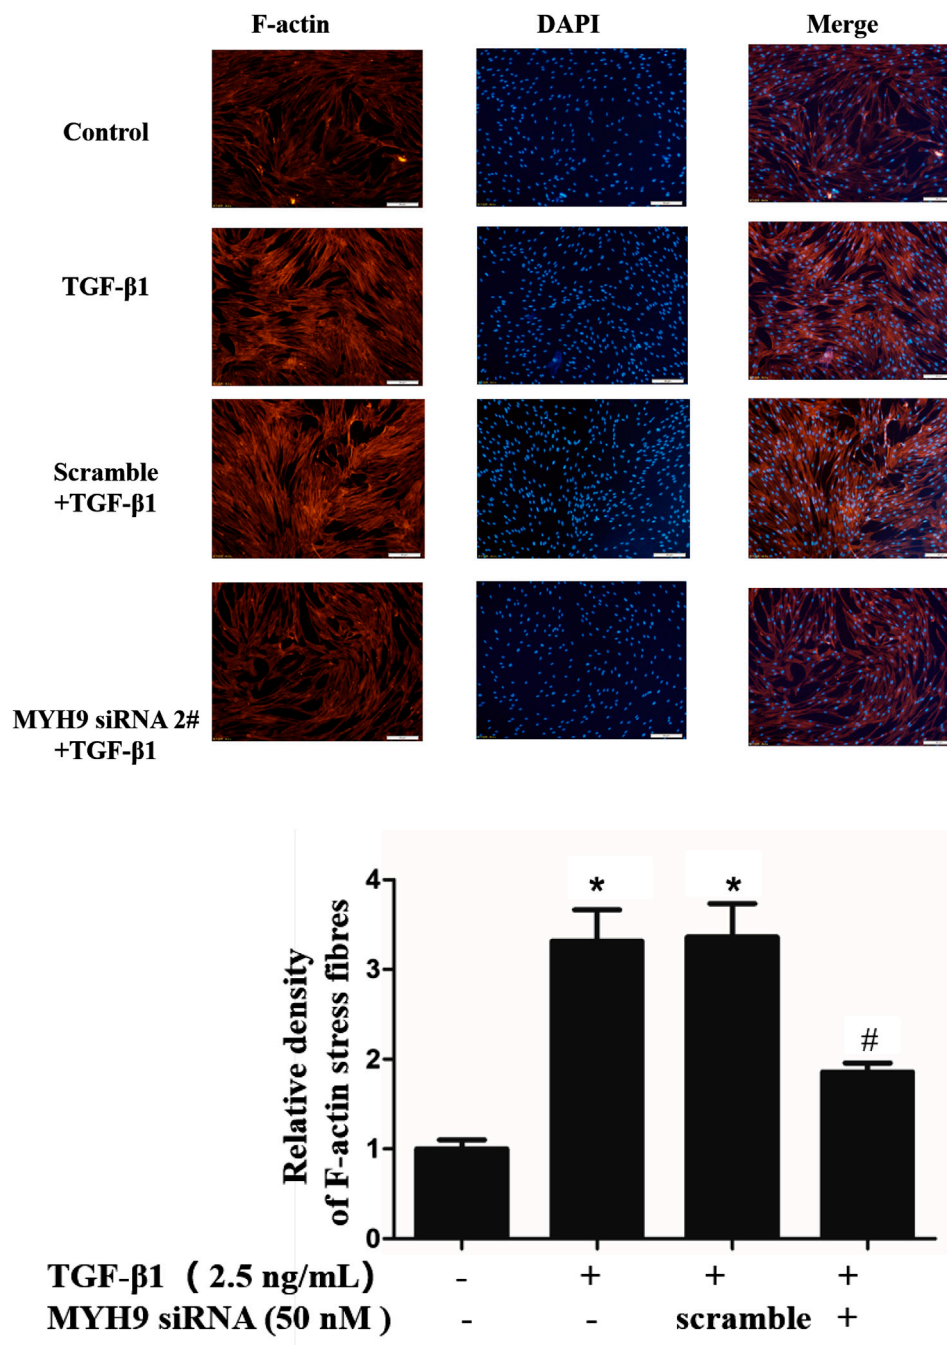 F-actin DAPI Merge
Control
TGF-β1
Scramble
+TGF-β1
MYH9 siRNA 2#
+TGF-β1
Relative density
of F-actin stress fibres
4
3
2
1
0
* * #
TGF-β1 ( 2.5 ng/mL) - + + +
MYH9 siRNA (50 nM ) - - scramble +